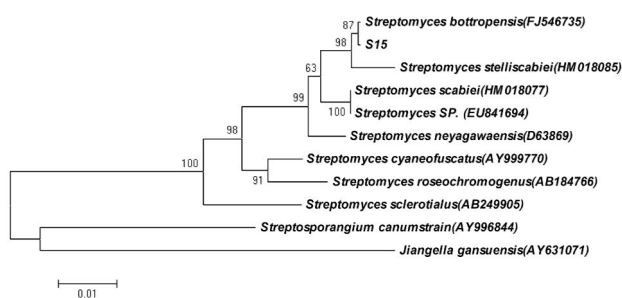 87 Streptomyces bottropensis(FJ546735)
S15
98
Streptomyces stelliscabiei(HM018085)
63
Streptomyces scabiei(HM018077)
99
100 Streptomyces SP. (EU841694)
98
Streptomyces neyagawaensis(D63869)
100
Streptomyces cyaneofuscatus(AY999770)
91
Streptomyces roseochromogenus(AB184766)
Streptomyces sclerotialus(AB249905)
Streptosporangium canumstrain(AY996844)
Jiangella gansuensis(AY631071)
0.01